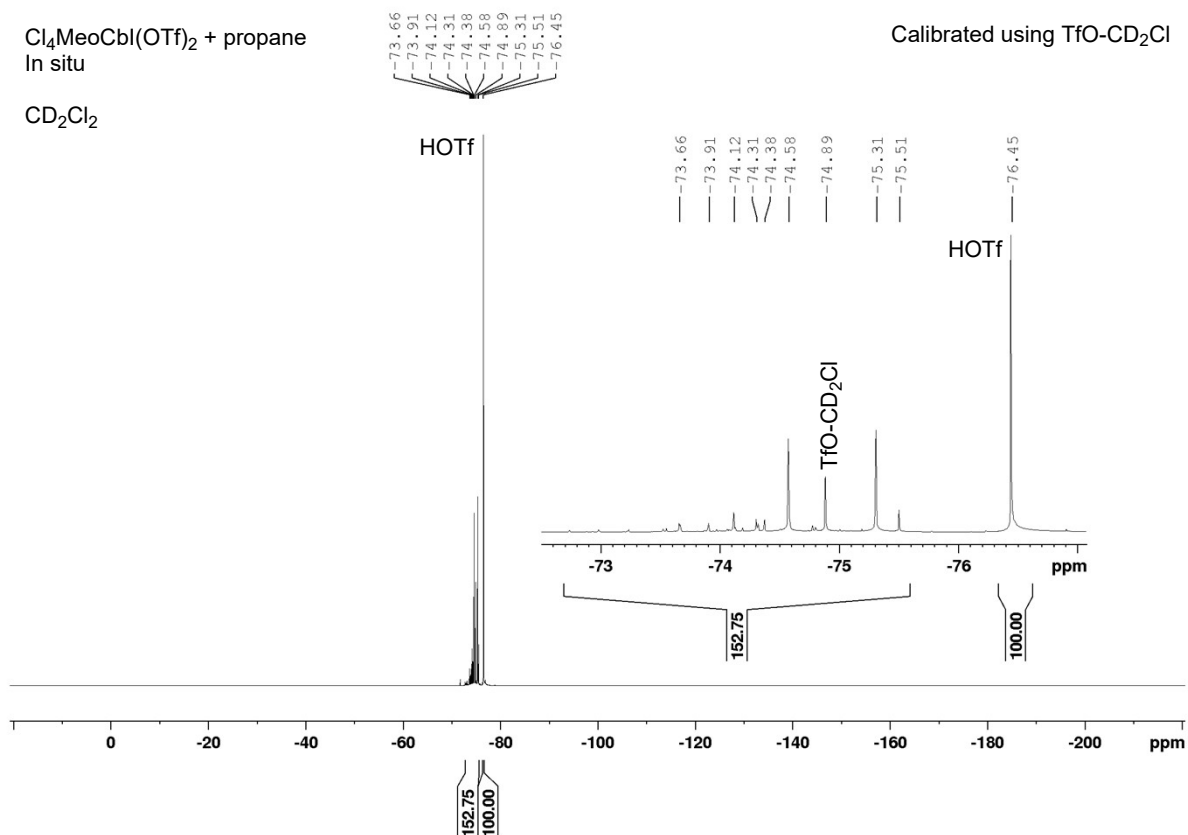 Cl₄MeoCbI(OTf)₂ + propane
In situ
CD₂Cl₂
Calibrated using TfO-CD₂Cl
-73.66
-73.91
-74.12
-74.31
-74.38
-74.58
-74.89
-75.31
-75.51
-76.45
HOTf
-73.66
-73.91
-74.12
-74.31
-74.38
-74.58
-74.89
-75.31
-75.51
-76.45
HOTf
TfO-CD₂Cl
-73 -74 -75 -76 ppm
152.75
100.00
0 -20 -40 -60 -80 -100 -120 -140 -160 -180 -200 ppm
152.75
100.00